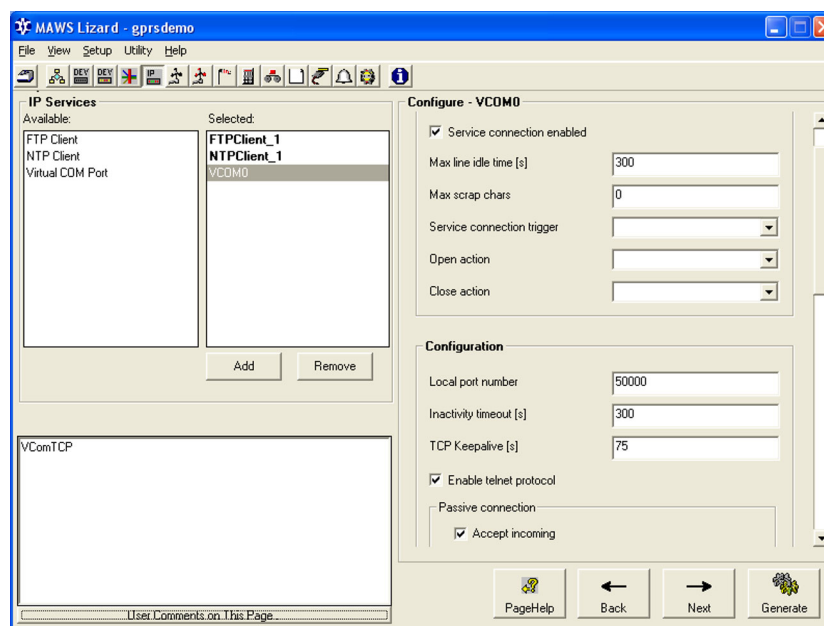 MAWS Lizard - gprsdemo
File View Setup Utility Help
DEV DEV IP
IP Services
Available:
Selected:
FTP Client
NTP Client
Virtual COM Port
FTPClient_1
NTPClient_1
VCOM0
Add
Remove
VComTCP
User Comments on This Page..
Configure - VCOM0
Service connection enabled
Max line idle time [s]
300
Max scrap chars
0
Service connection trigger
Open action
Close action
Configuration
Local port number
50000
Inactivity timeout [s]
300
TCP Keepalive [s]
75
Enable telnet protocol
Passive connection
Accept incoming
PageHelp
Back
Next
Generate